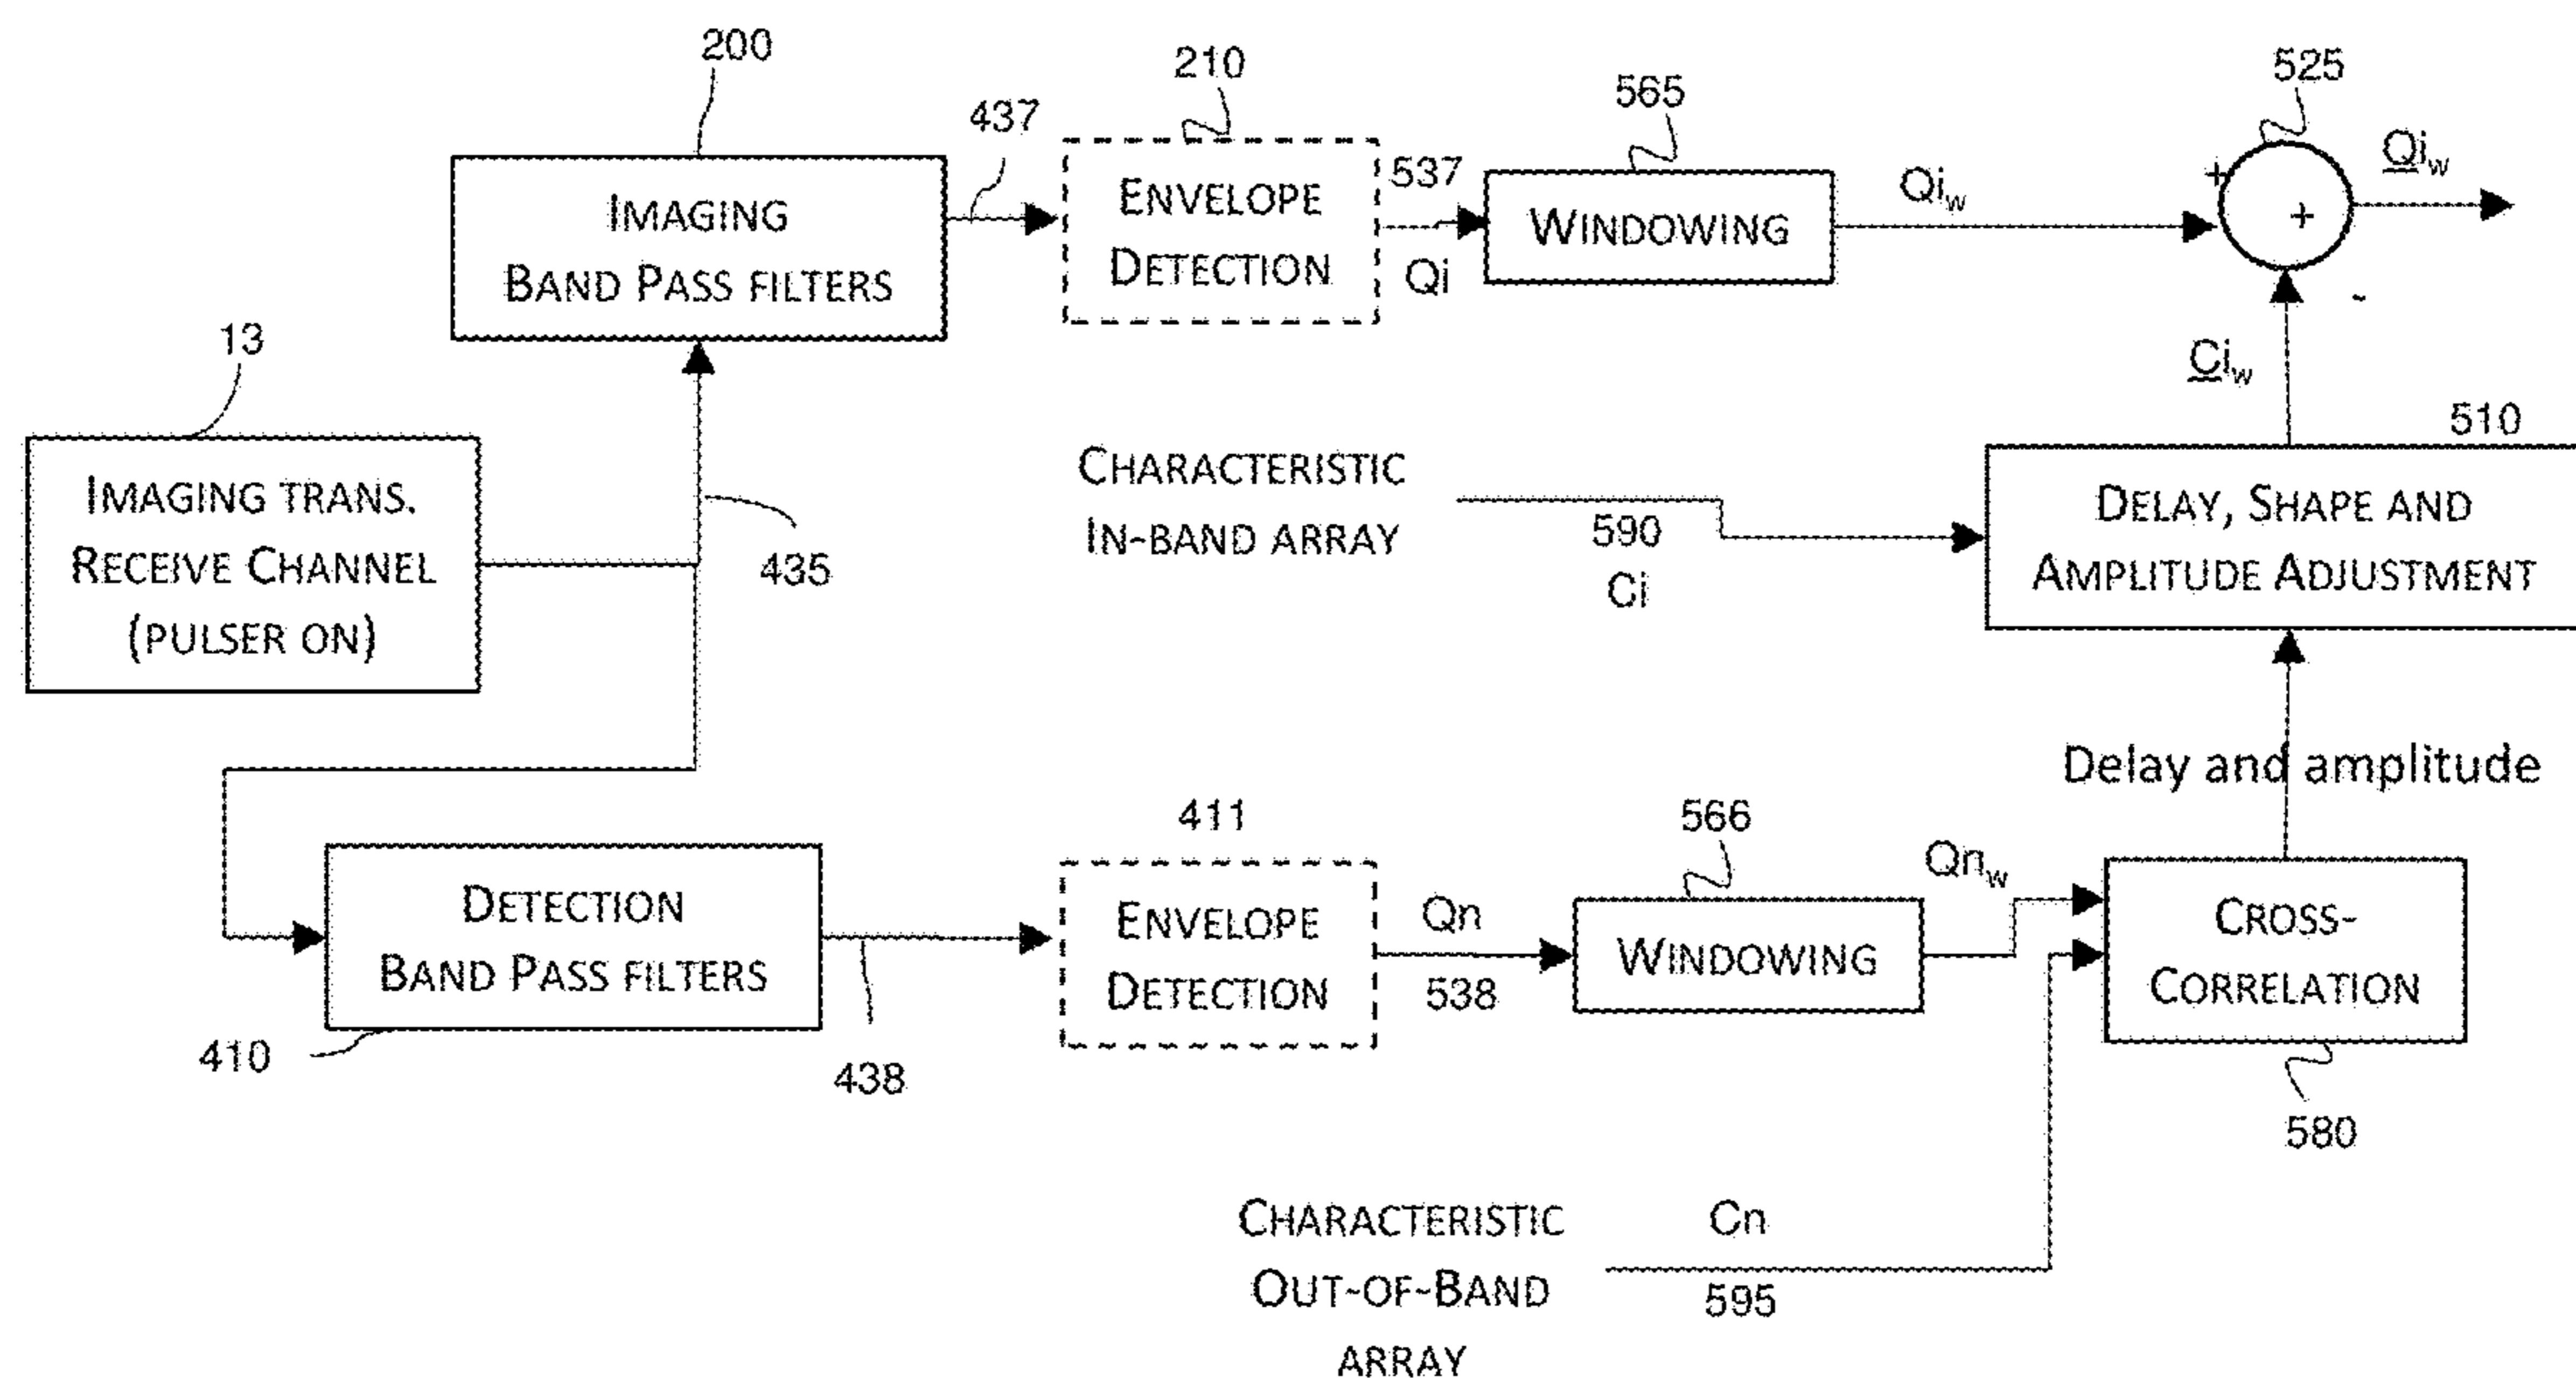 200
210
565
525
437
IMAGING
BAND PASS FILTERS
ENVELOPE
DETECTION
537
Qi
WINDOWING
Qiw
+
+
-
Qiw
13
IMAGING TRANS.
RECEIVE CHANNEL
(PULSER ON)
435
CHARACTERISTIC
IN-BAND ARRAY
590
Ci
Ciw
510
DELAY, SHAPE AND
AMPLITUDE ADJUSTMENT
Delay and amplitude
DETECTION
BAND PASS FILTERS
410
438
411
ENVELOPE
DETECTION
Qn
538
566
WINDOWING
Qnw
CROSS-
CORRELATION
580
CHARACTERISTIC
OUT-OF-BAND
ARRAY
Cn
595